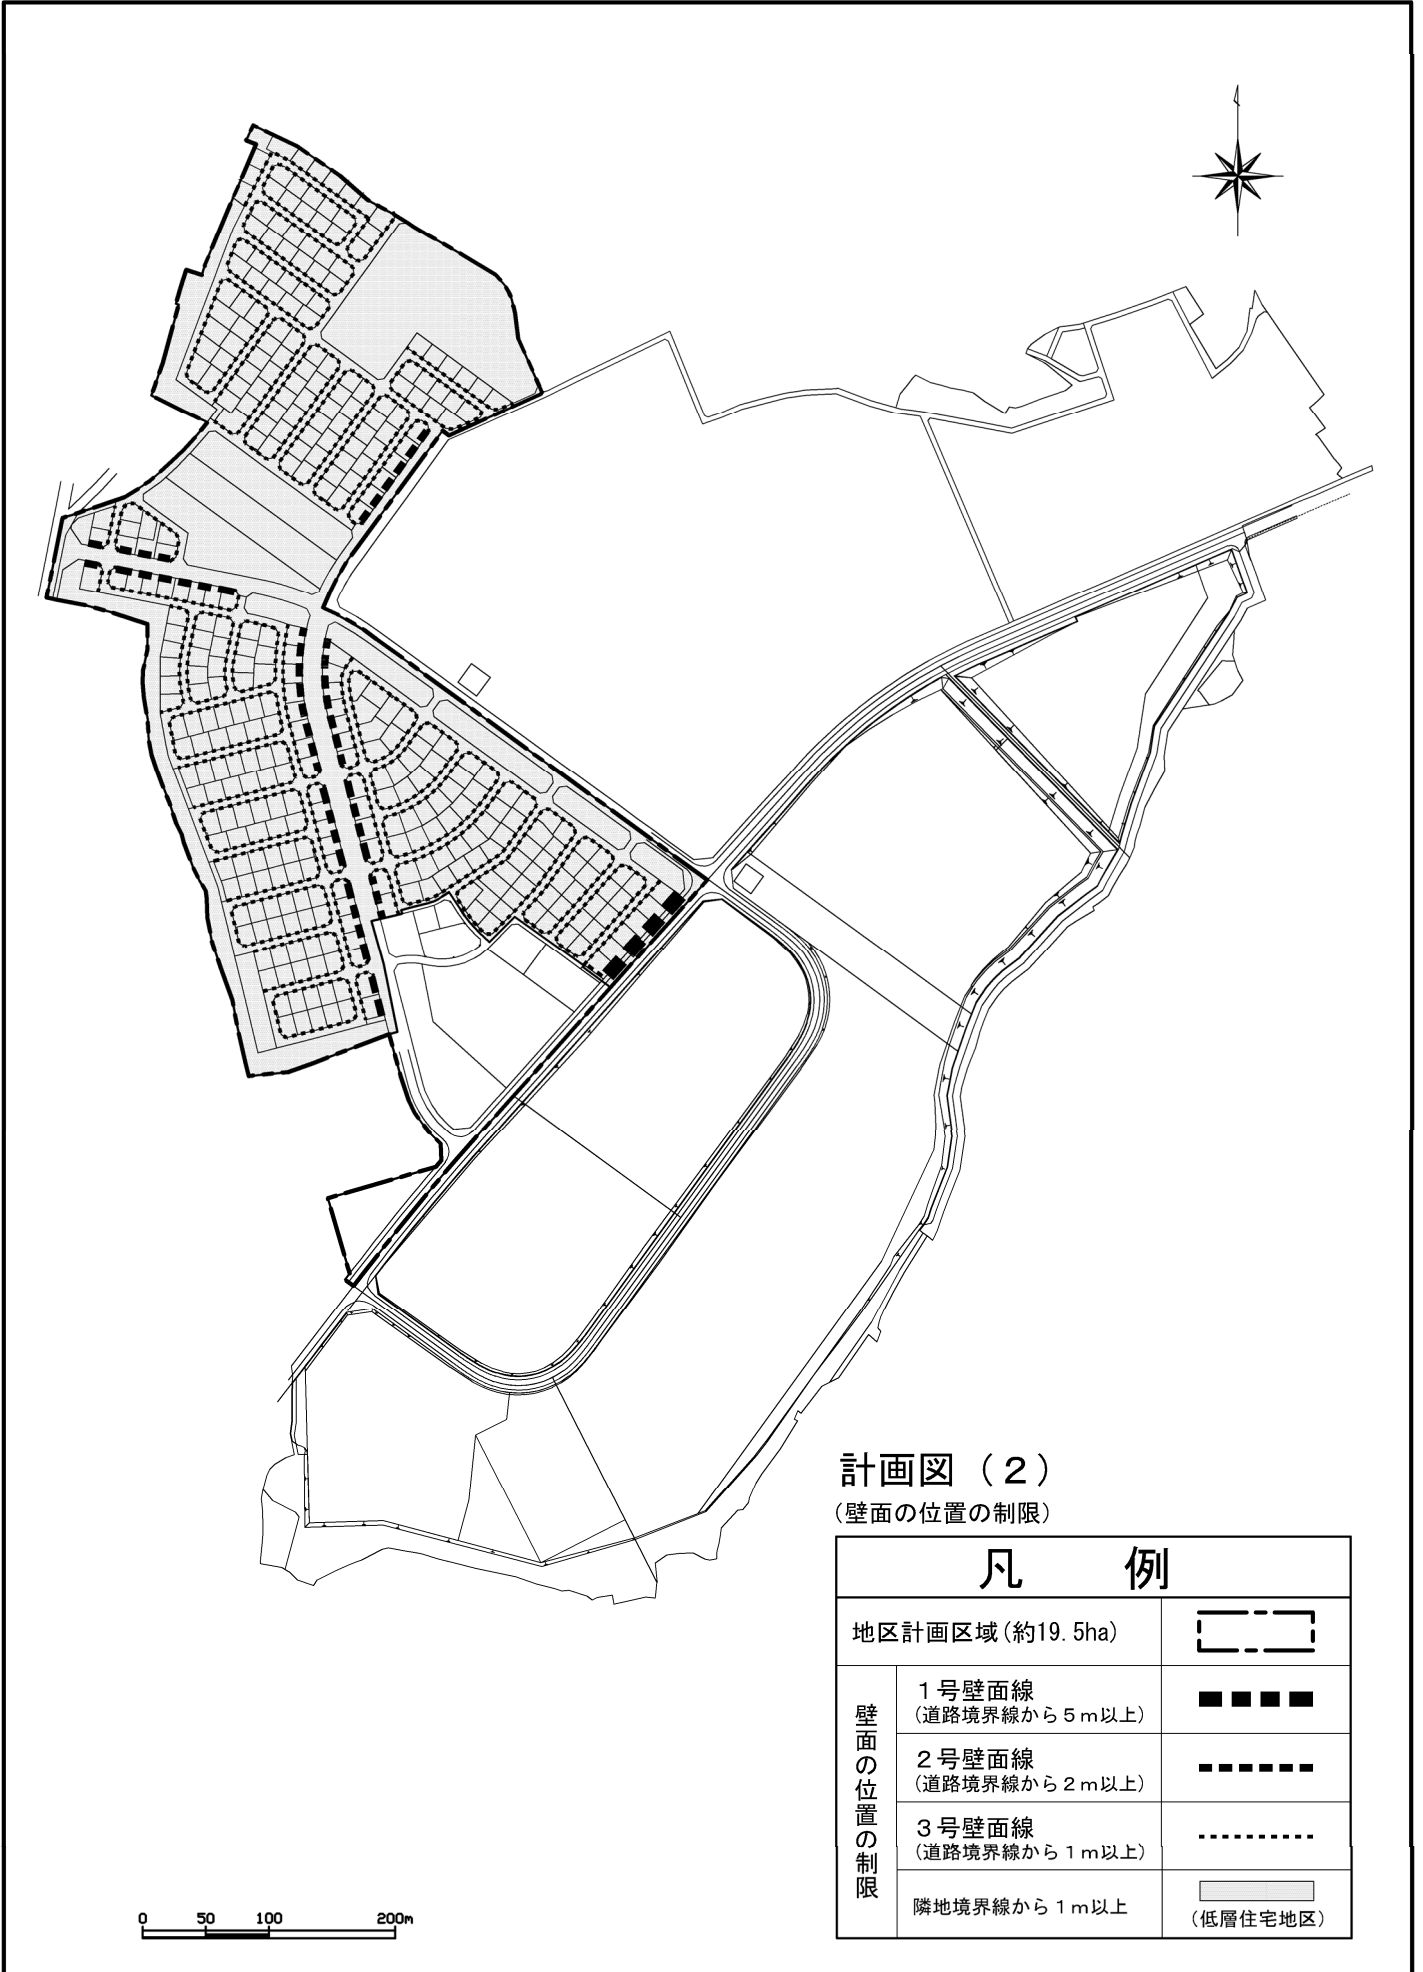 計画図（２）
（壁面の位置の制限）
凡　例
地区計画区域(約19.5ha)
壁面の位置の制限
１号壁面線
（道路境界線から５ｍ以上）
２号壁面線
（道路境界線から２ｍ以上）
３号壁面線
（道路境界線から１ｍ以上）
隣地境界線から１ｍ以上
（低層住宅地区）
0 50 100 200m